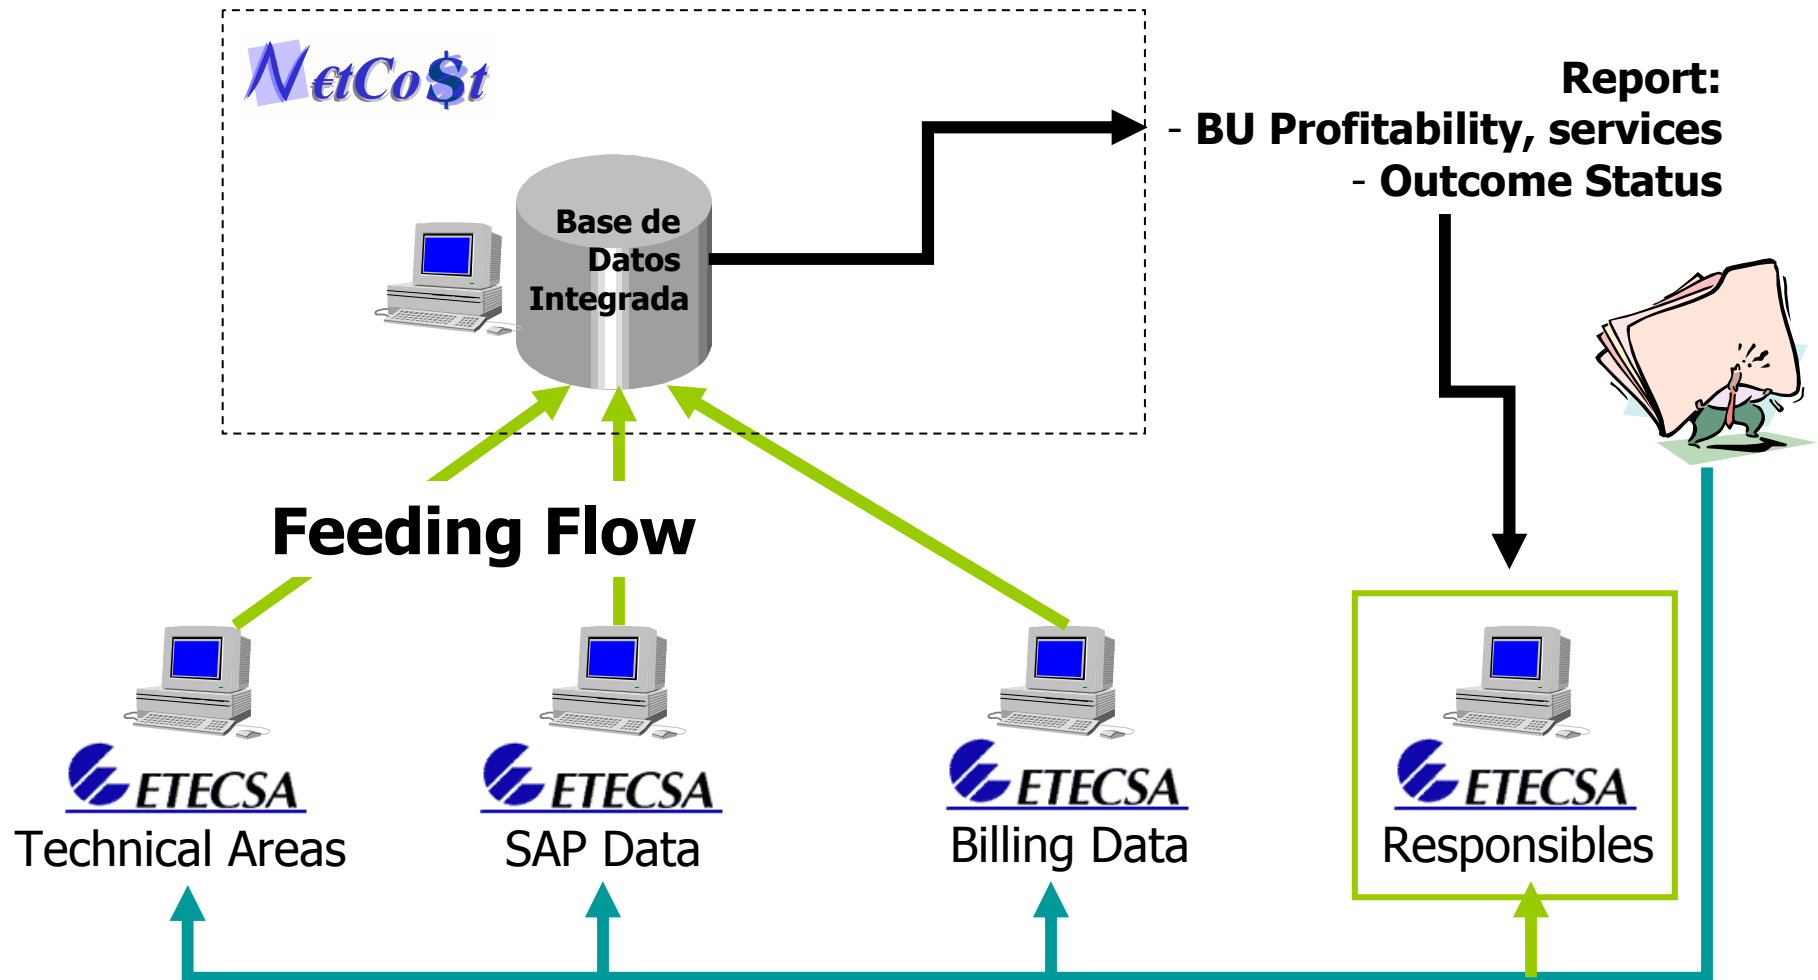 NetCo$t
Report:
- BU Profitability, services
- Outcome Status
Base de
Datos
Integrada
Feeding Flow
ETECSA
Technical Areas
ETECSA
SAP Data
ETECSA
Billing Data
ETECSA
Responsibles